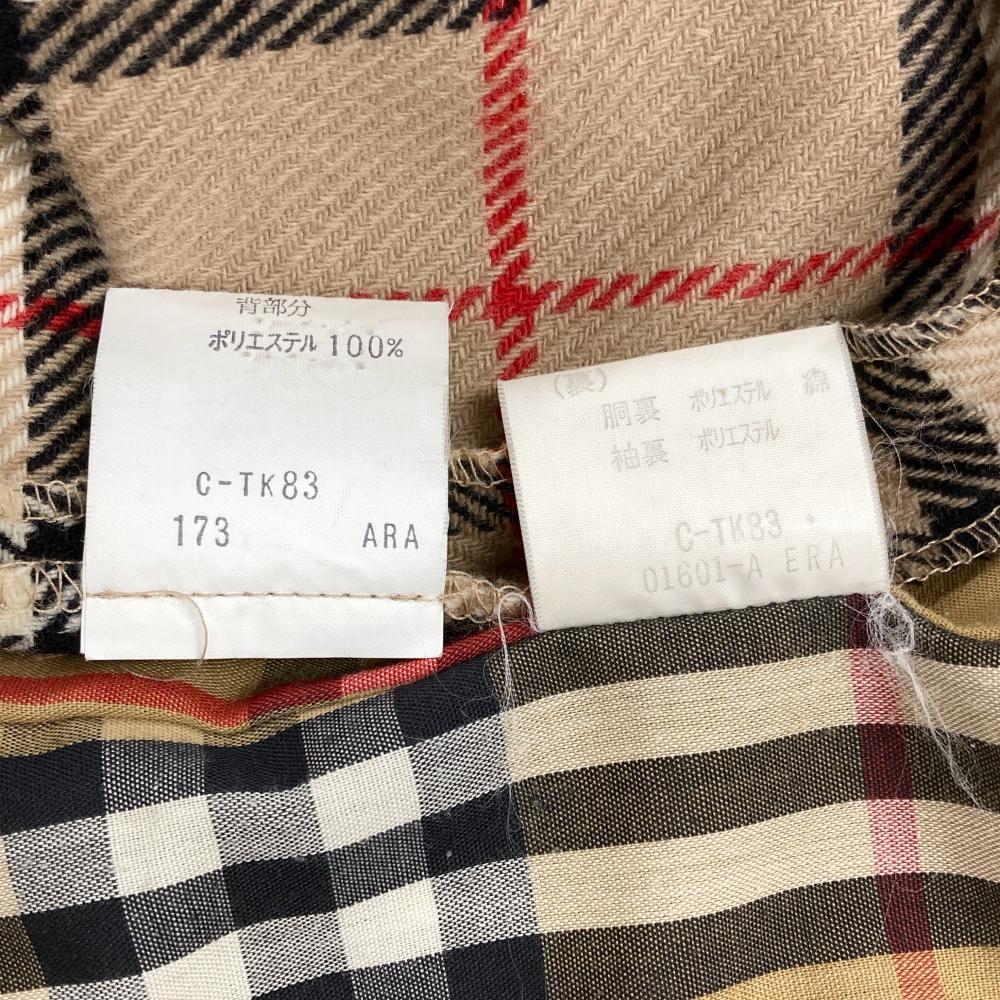 背部分
ポリエステル 100%
C-TK83
173 ARA
(裏)
胴裏 ポリエステル 綿
袖裏 ポリエステル
C-TK83
01601-A ERA